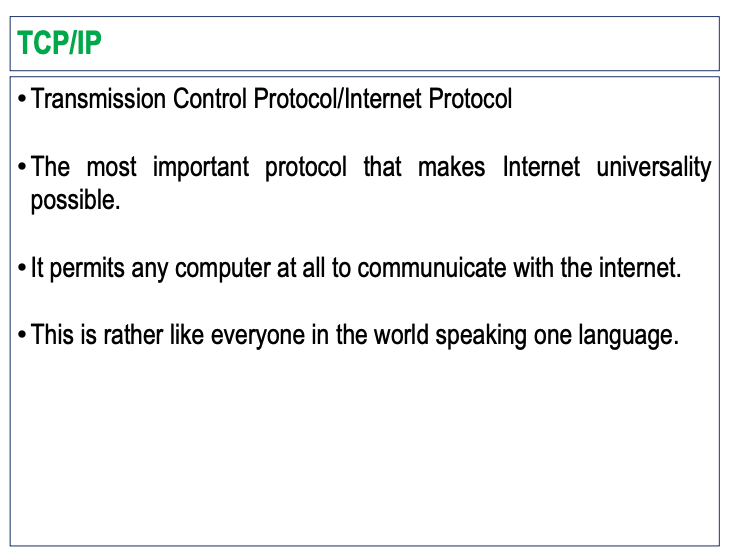 TCP/IP
• Transmission Control Protocol/Internet Protocol
• The most important protocol that makes Internet universality
possible.
• It permits any computer at all to communuicate with the internet.
• This is rather like everyone in the world speaking one language.